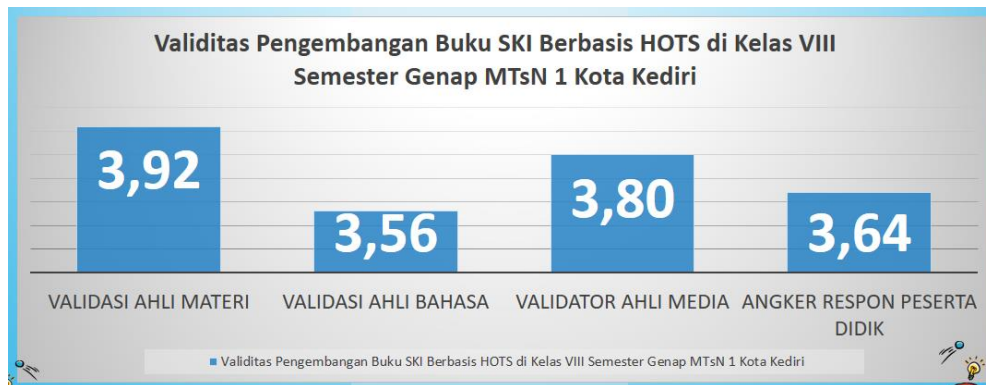 Validitas Pengembangan Buku SKI Berbasis HOTS di Kelas VIII
Semester Genap MTsN 1 Kota Kediri
3,92
3,56
3,80
3,64
VALIDASI AHLI MATERI
VALIDASI AHLI BAHASA
VALIDATOR AHLI MEDIA
ANGKER RESPON PESERTA
DIDIK
Validitas Pengembangan Buku SKI Berbasis HOTS di Kelas VIII Semester Genap MTsN 1 Kota Kediri